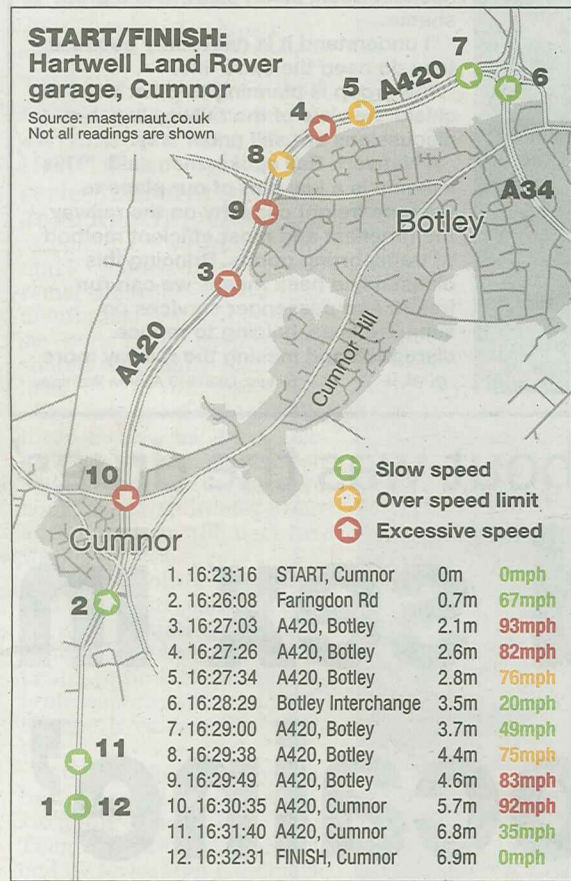 START/FINISH:
Hartwell Land Rover
garage, Cumnor
Source: masternaut.co.uk
Not all readings are shown
7
6
A420
5
4
8
9
A34
Botley
3
A420
Cumnor Hill
10
Cumnor
Slow speed
Over speed limit
Excessive speed
2
11
1 12
1. 16:23:16 START, Cumnor 0m 0mph
2. 16:26:08 Faringdon Rd 0.7m 67mph
3. 16:27:03 A420, Botley 2.1m 93mph
4. 16:27:26 A420, Botley 2.6m 82mph
5. 16:27:34 A420, Botley 2.8m 76mph
6. 16:28:29 Botley Interchange 3.5m 20mph
7. 16:29:00 A420, Botley 3.7m 49mph
8. 16:29:38 A420, Botley 4.4m 75mph
9. 16:29:49 A420, Botley 4.6m 83mph
10. 16:30:35 A420, Cumnor 5.7m 92mph
11. 16:31:40 A420, Cumnor 6.8m 35mph
12. 16:32:31 FINISH, Cumnor 6.9m 0mph